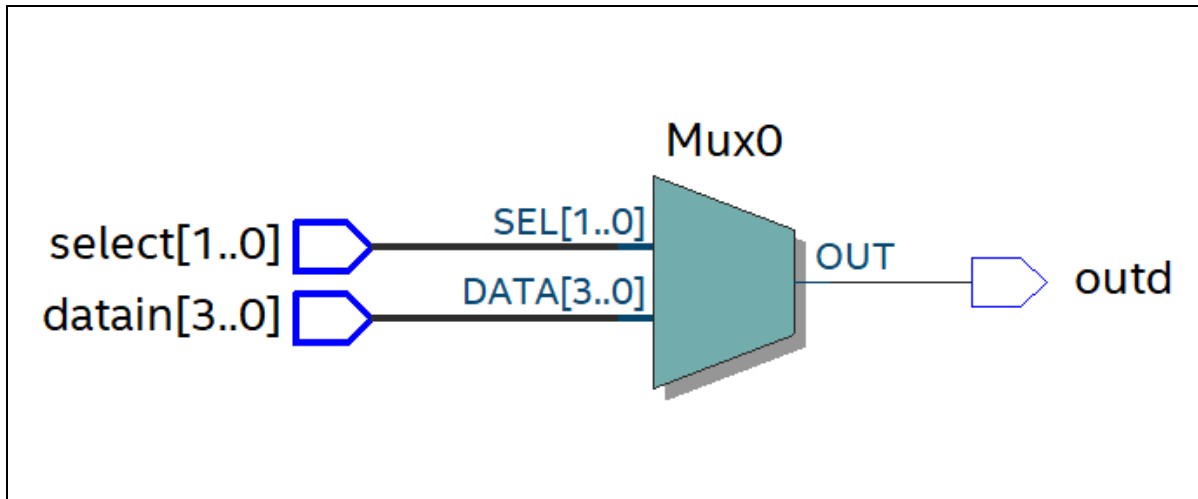 Mux0
select[1..0]
SEL[1..0]
OUT
outd
datain[3..0]
DATA[3..0]